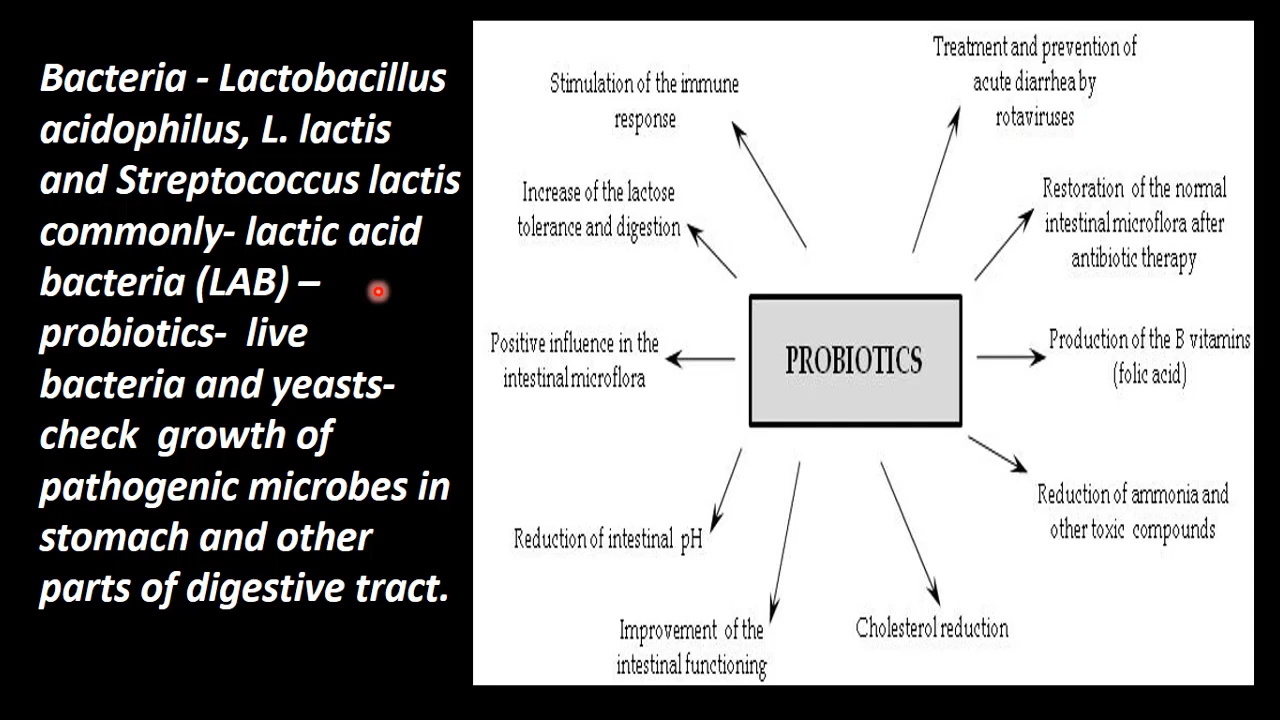 Bacteria - Lactobacillus
acidophilus, L. lactis
and Streptococcus lactis
commonly- lactic acid
bacteria (LAB) –
probiotics- live
bacteria and yeasts-
check growth of
pathogenic microbes in
stomach and other
parts of digestive tract.
Stimulation of the immune
response
Treatment and prevention of
acute diarrhea by
rotaviruses
Increase of the lactose
tolerance and digestion
Restoration of the normal
intestinal microflora after
antibiotic therapy
Positive influence in the
intestinal microflora
PROBIOTICS
Production of the B vitamins
(folic acid)
Reduction of intestinal pH
Reduction of ammonia and
other toxic compounds
Improvement of the
intestinal functioning
Cholesterol reduction